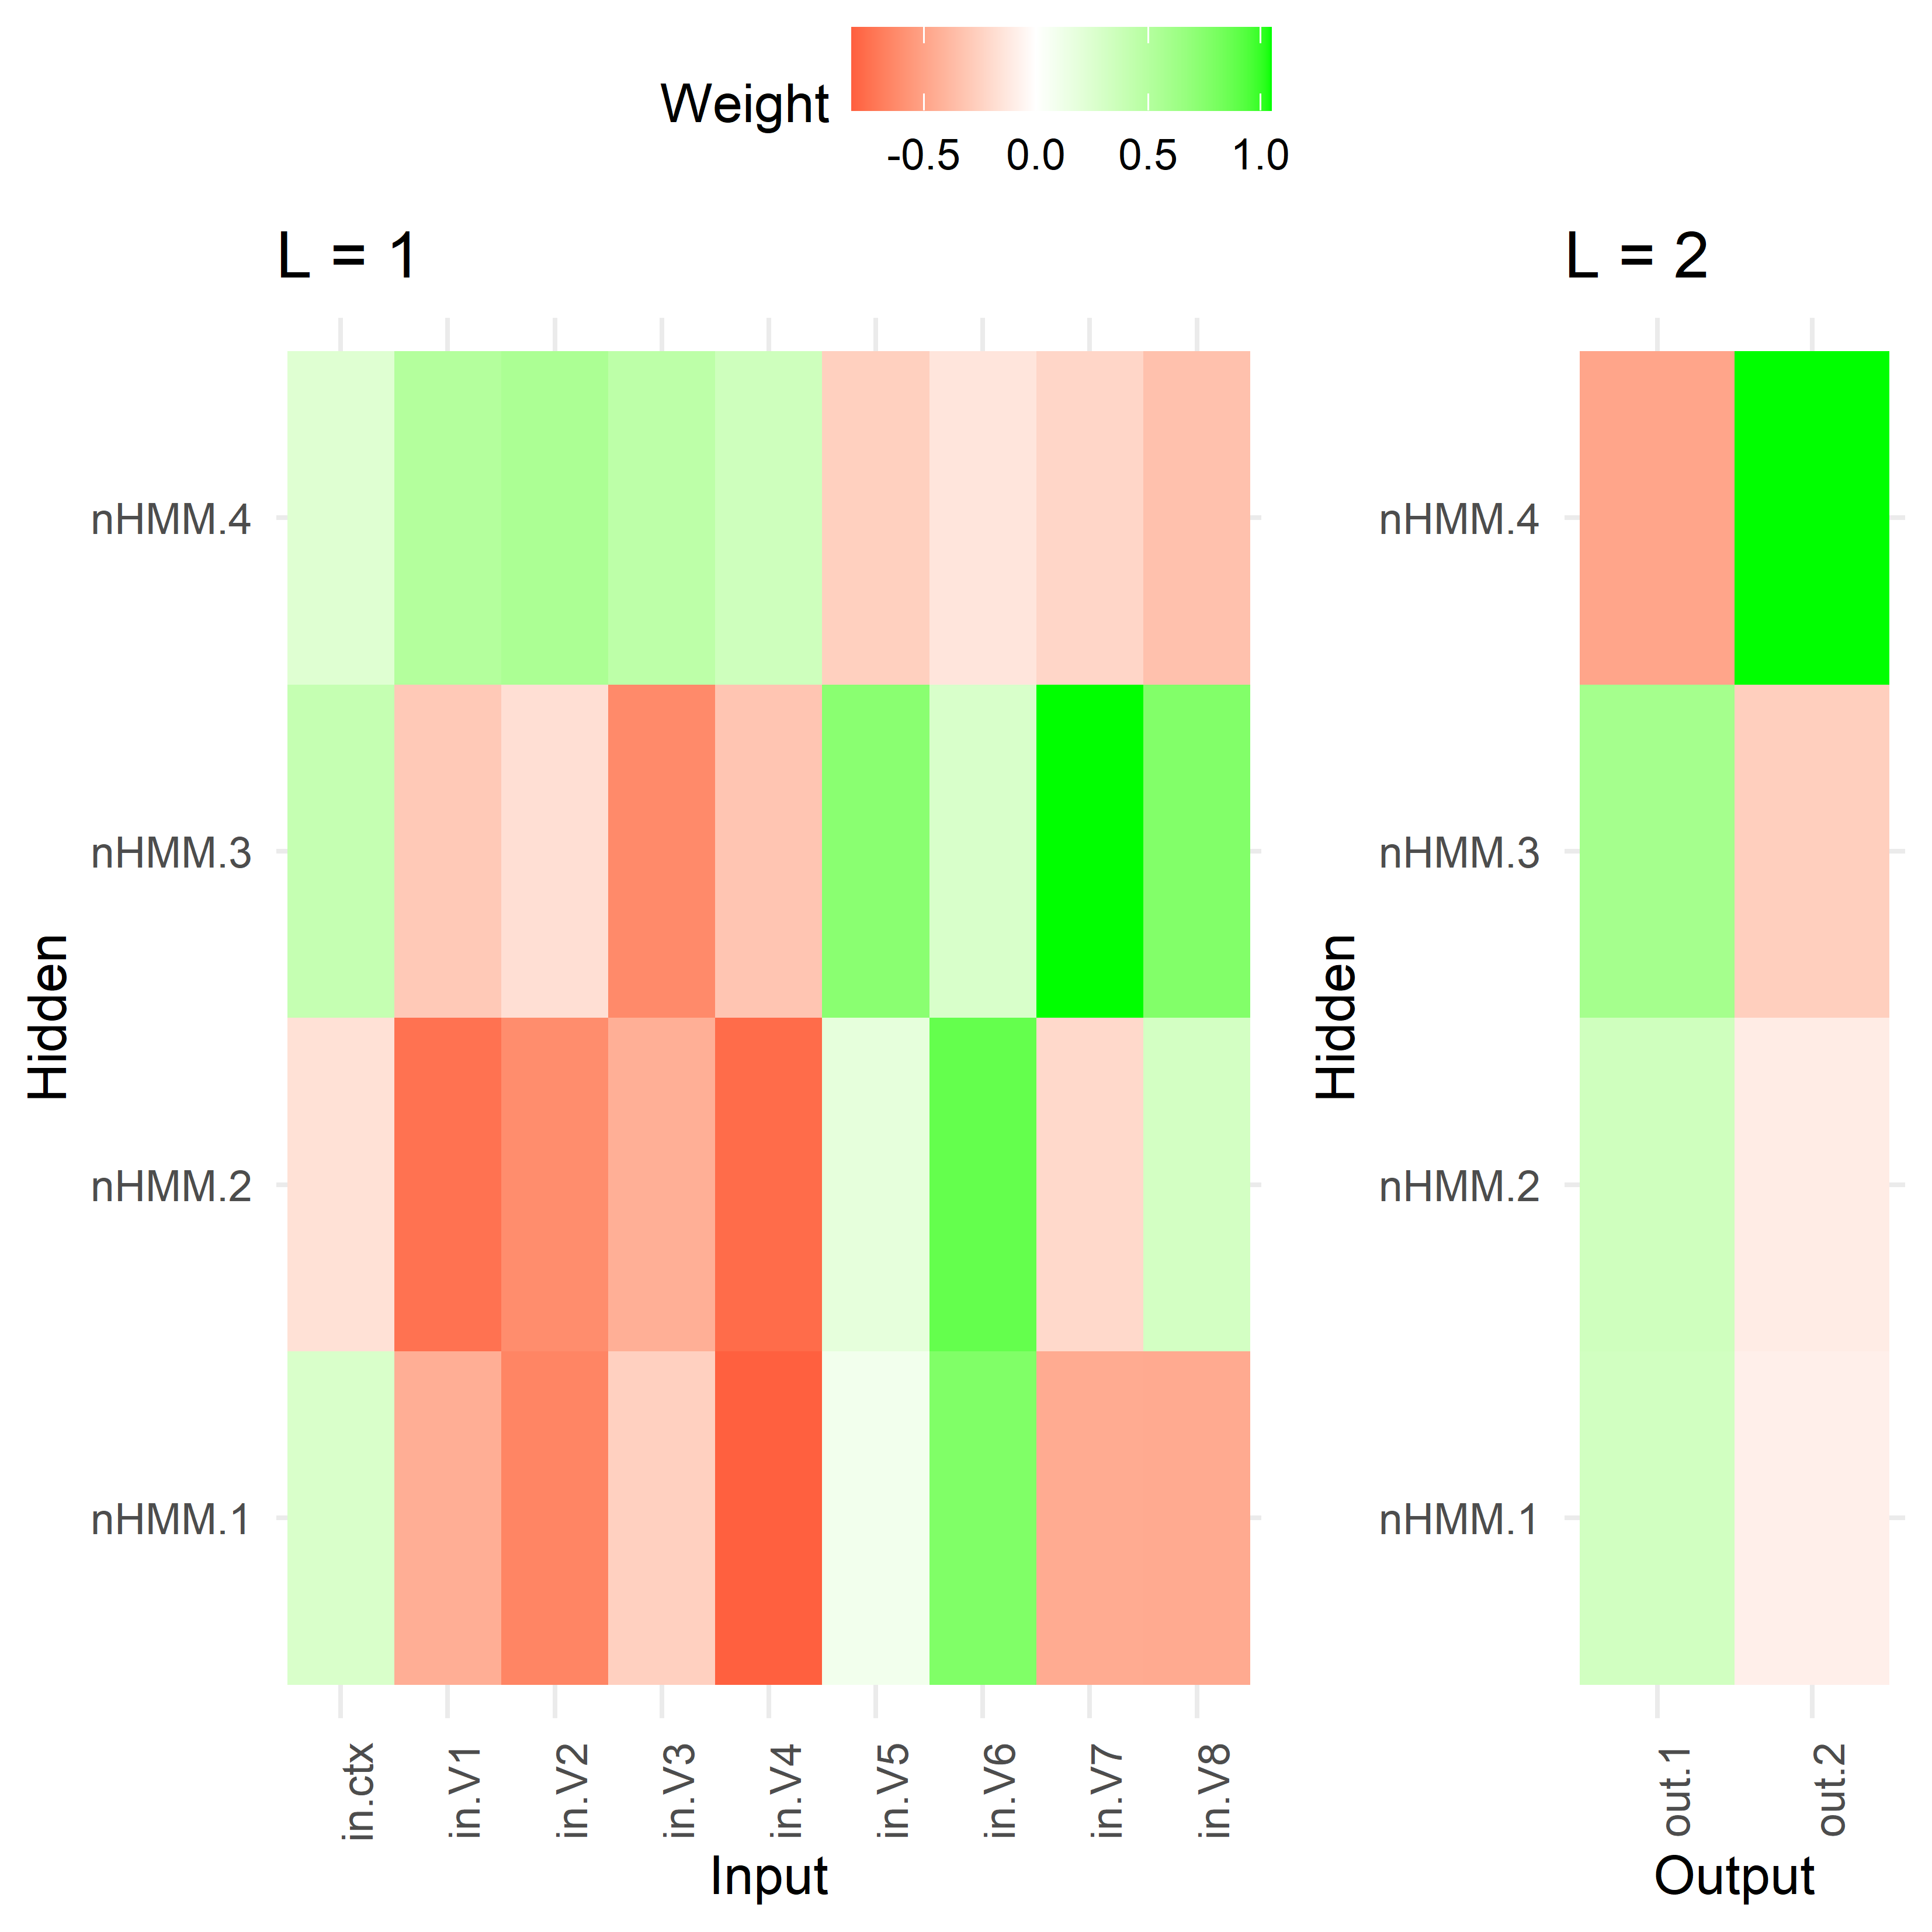 Weight
-0.5 0.0 0.5 1.0
L = 1
L = 2
Hidden
nHMM.4
nHMM.3
nHMM.2
nHMM.1
in.ctx in.V1 in.V2 in.V3 in.V4 in.V5 in.V6 in.V7 in.V8
Input
Hidden
nHMM.4
nHMM.3
nHMM.2
nHMM.1
out.1 out.2
Output